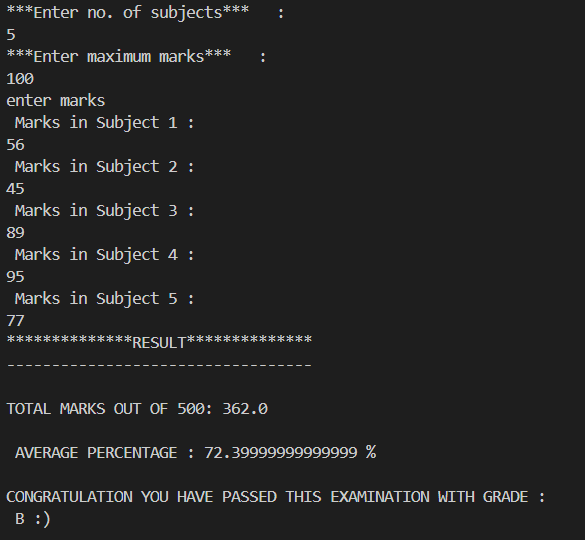 ***Enter no. of subjects***   :
5
***Enter maximum marks***   :
100
enter marks
 Marks in Subject 1 :
56
 Marks in Subject 2 :
45
 Marks in Subject 3 :
89
 Marks in Subject 4 :
95
 Marks in Subject 5 :
77
**************RESULT**************
----------------------------------
TOTAL MARKS OUT OF 500: 362.0
 AVERAGE PERCENTAGE : 72.39999999999999 %
CONGRATULATION YOU HAVE PASSED THIS EXAMINATION WITH GRADE :
 B :)